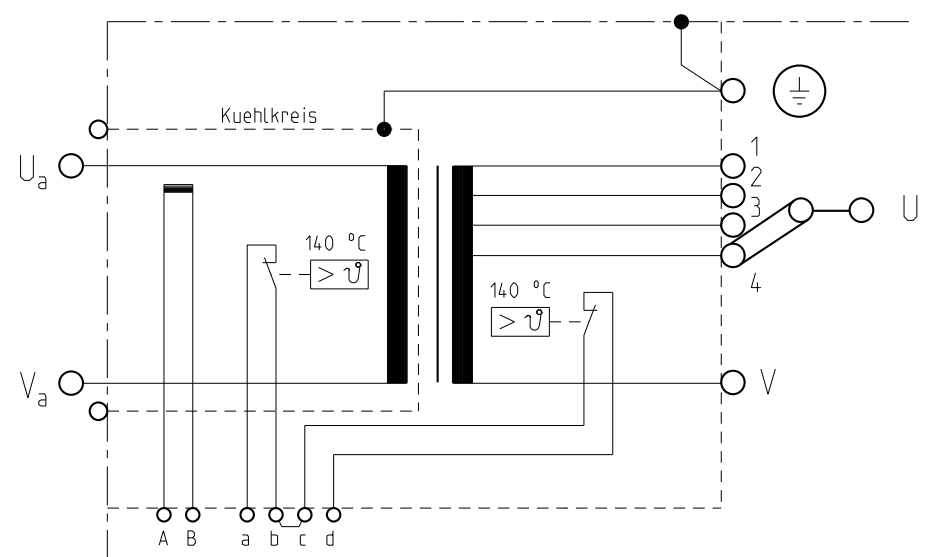 Kuehlkreis
1
Ua
2
3
U
140 °C
> ϑ
4
140 °C
> ϑ
Va
V
A B a b c d